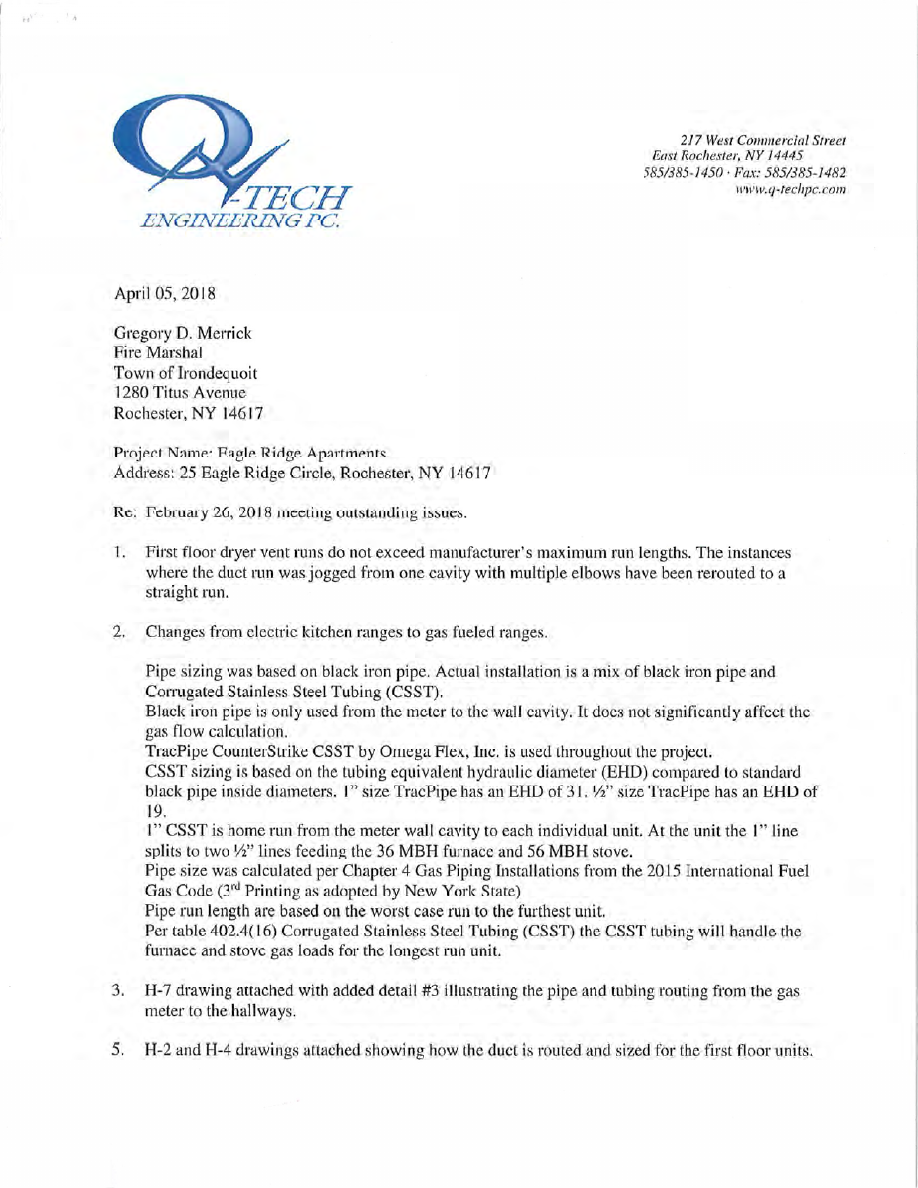 Q-TECH
ENGINEERING PC.
217 West Commercial Street
East Rochester, NY 14445
585/385-1450 · Fax: 585/385-1482
www.q-techpc.com
April 05, 2018
Gregory D. Merrick
Fire Marshal
Town of Irondequoit
1280 Titus Avenue
Rochester, NY 14617
Project Name: Eagle Ridge Apartments
Address: 25 Eagle Ridge Circle, Rochester, NY 14617
Re: February 26, 2018 meeting outstanding issues.
1. First floor dryer vent runs do not exceed manufacturer's maximum run lengths. The instances
where the duct run was jogged from one cavity with multiple elbows have been rerouted to a
straight run.
2. Changes from electric kitchen ranges to gas fueled ranges.
Pipe sizing was based on black iron pipe. Actual installation is a mix of black iron pipe and
Corrugated Stainless Steel Tubing (CSST).
Black iron pipe is only used from the meter to the wall cavity. It does not significantly affect the
gas flow calculation.
TracPipe CounterStrike CSST by Omega Flex, Inc. is used throughout the project.
CSST sizing is based on the tubing equivalent hydraulic diameter (EHD) compared to standard
black pipe inside diameters. 1" size TracPipe has an EHD of 31. ½" size TracPipe has an EHD of
19.
1" CSST is home run from the meter wall cavity to each individual unit. At the unit the 1" line
splits to two ½" lines feeding the 36 MBH furnace and 56 MBH stove.
Pipe size was calculated per Chapter 4 Gas Piping Installations from the 2015 International Fuel
Gas Code (3rd Printing as adopted by New York State)
Pipe run length are based on the worst case run to the furthest unit.
Per table 402.4(16) Corrugated Stainless Steel Tubing (CSST) the CSST tubing will handle the
furnace and stove gas loads for the longest run unit.
3. H-7 drawing attached with added detail #3 illustrating the pipe and tubing routing from the gas
meter to the hallways.
5. H-2 and H-4 drawings attached showing how the duct is routed and sized for the first floor units.